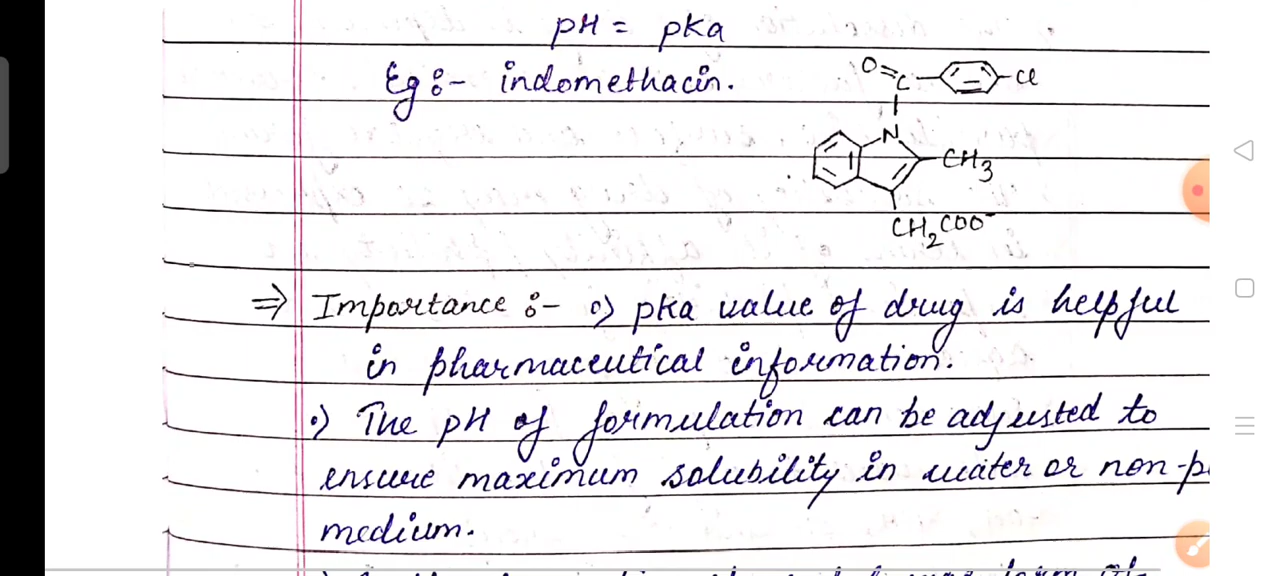 pH = pka
Eg :- indomethacin.
O=C-Cl
N
CH3
CH2COO-
⇒ Importance :- •) pka value of drug is helpful
in pharmaceutical information.
•) The pH of formulation can be adjusted to
ensure maximum solubility in water or non-p
medium.